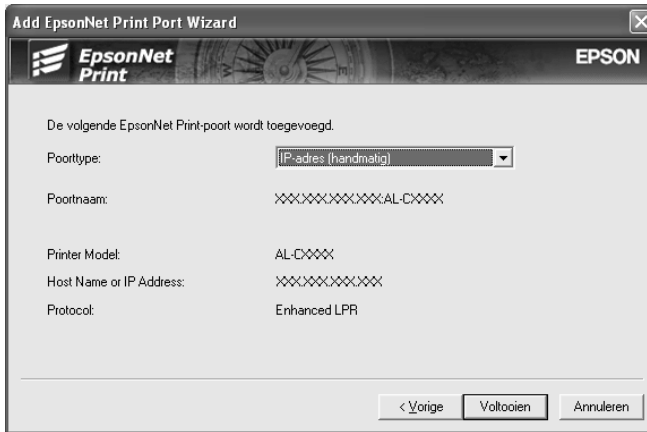 Add EpsonNet Print Port Wizard
EpsonNet
Print
EPSON
De volgende EpsonNet Print-poort wordt toegevoegd.
Poorttype: IP-adres (handmatig)
Poortnaam: XXX.XXX.XXX.XXX:AL-CXXXX
Printer Model: AL-CXXXX
Host Name or IP Address: XXX.XXX.XXX.XXX
Protocol: Enhanced LPR
< Vorige Voltooien Annuleren